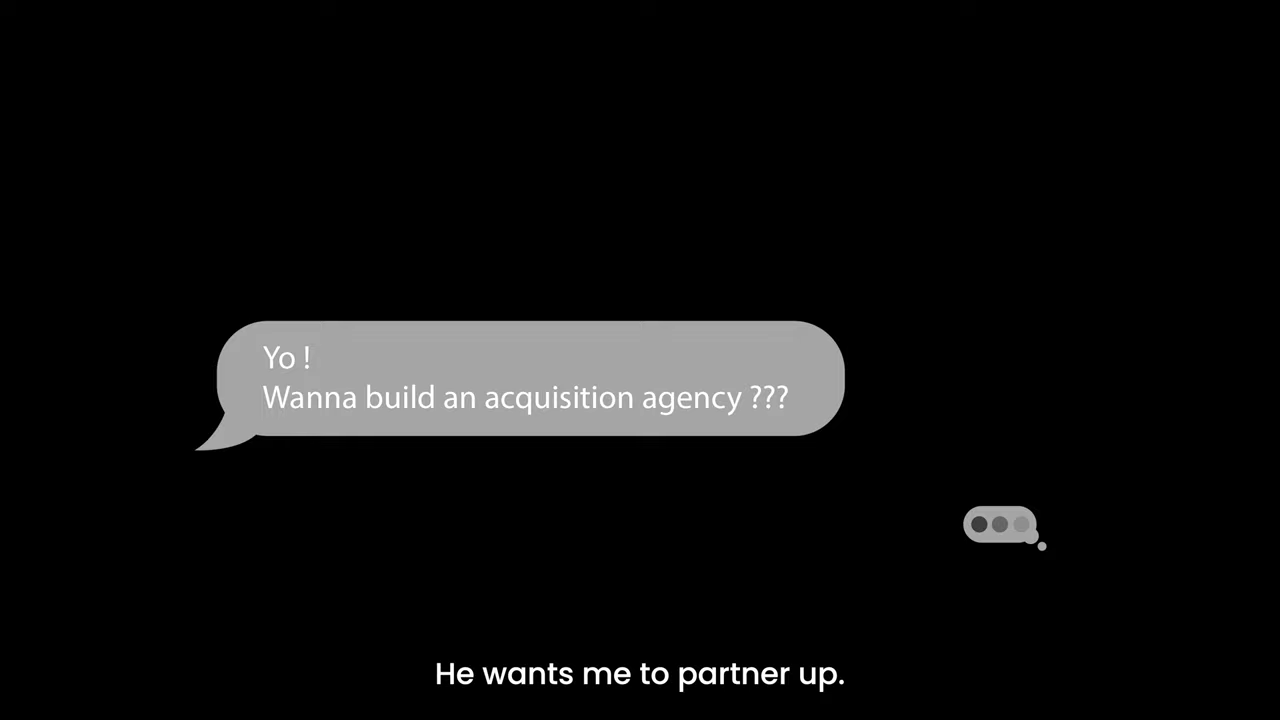 Yo !
Wanna build an acquisition agency ???
He wants me to partner up.